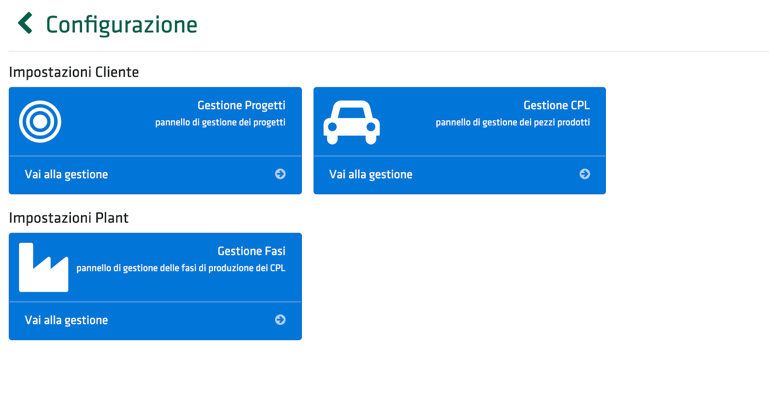 Configurazione
Impostazioni Cliente
Gestione Progetti
pannello di gestione dei progetti
Vai alla gestione
Gestione CPL
pannello di gestione dei pezzi prodotti
Vai alla gestione
Impostazioni Plant
Gestione Fasi
pannello di gestione delle fasi di produzione dei CPL
Vai alla gestione